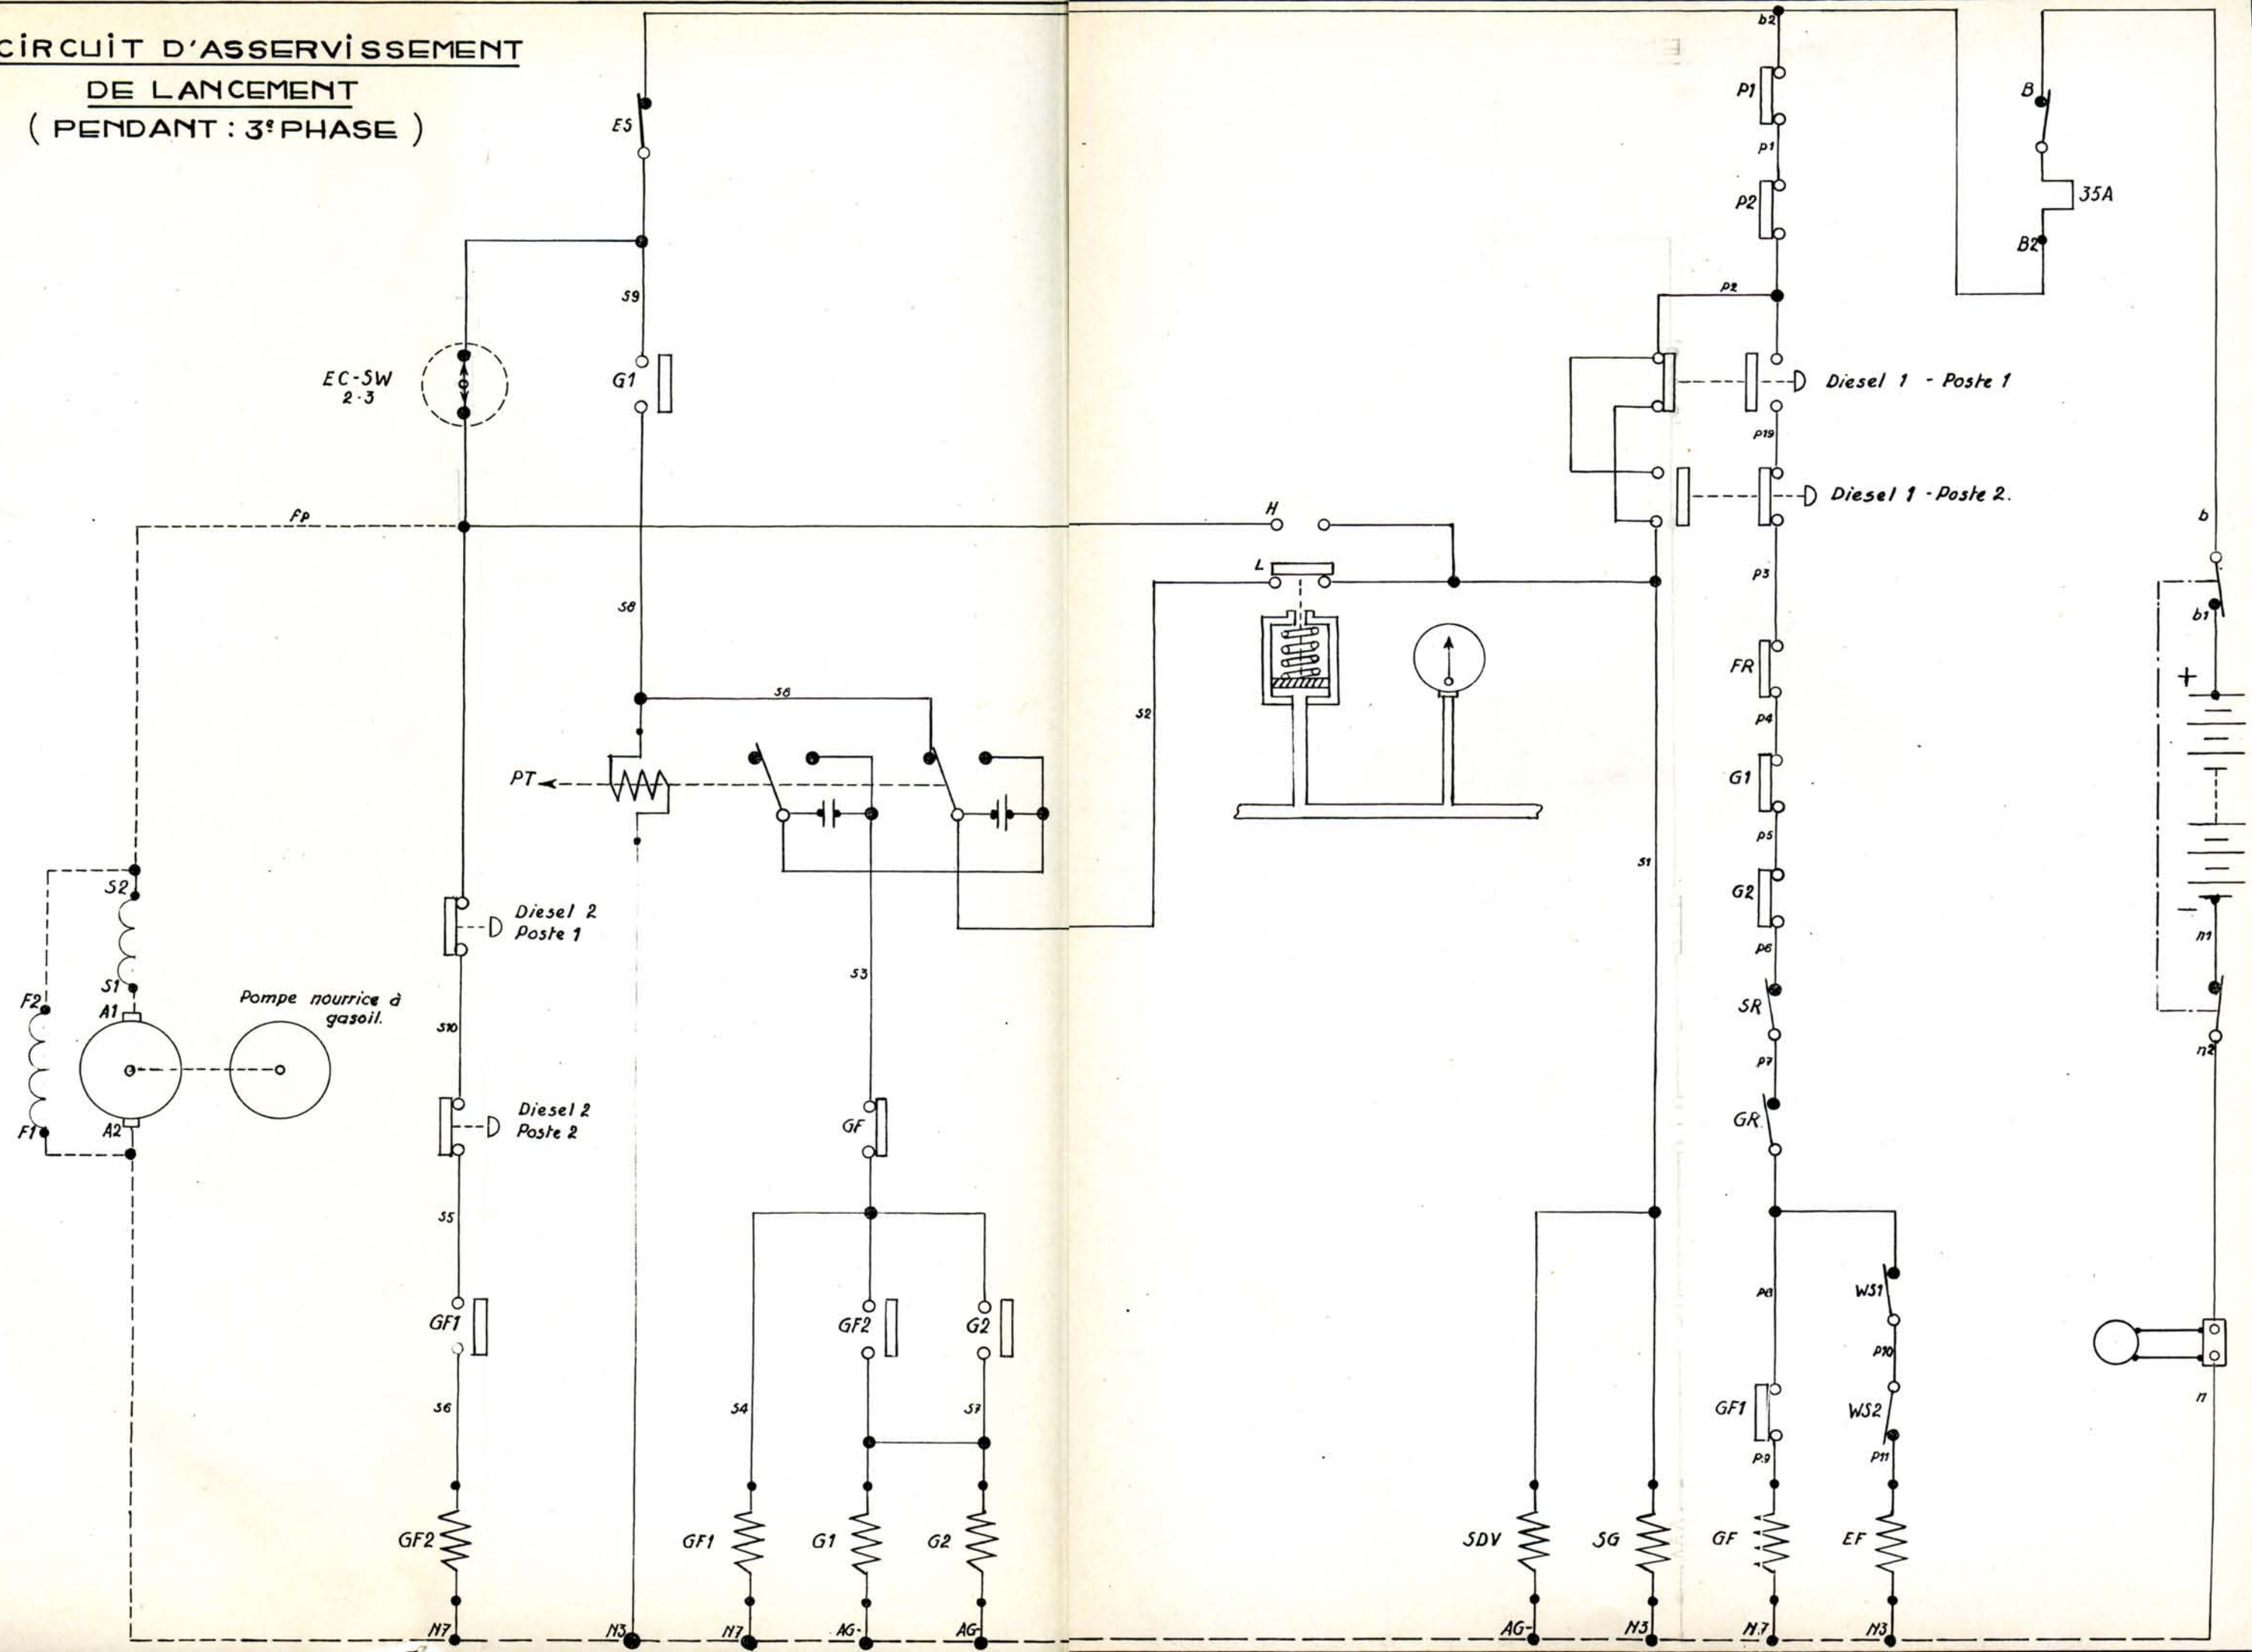 CIRCUIT D'ASSERVISSEMENT
DE LANCEMENT
( PENDANT : 3e PHASE )
ES
S9
EC-SW
2-3
G1
Fp
S8
S8
PT
S2
S1
F2
F1
A1
A2
Pompe nourrice à
gasoil.
Diesel 2
Poste 1
S10
Diesel 2
Poste 2
S5
GF1
S6
GF2
N7
N3
S3
GF
GF2
G2
S4
S7
GF1
G1
G2
N7
AG-
AG-
b2
P1
p1
P2
p2
Diesel 1 - Poste 1
p19
Diesel 1 - Poste 2.
H
L
S2
p3
FR
p4
G1
p5
G2
p6
SR
p7
GR
S1
p8
WS1
p10
WS2
p11
GF1
p9
SDV
SG
GF
EF
AG-
N3
N7
N3
B
35A
B2
b
b1
+
-
n1
n2
n